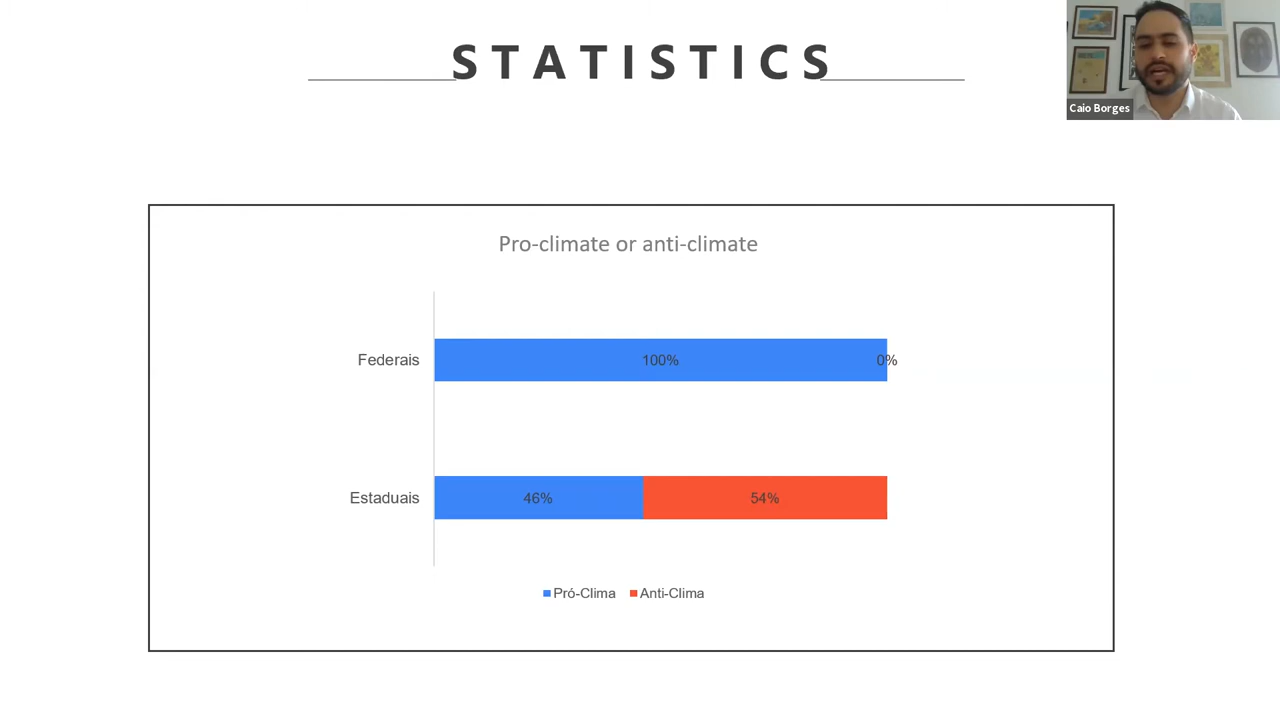 STATISTICS
Caio Borges
Pro-climate or anti-climate
Federais 100% 0%
Estaduais 46% 54%
Pró-Clima Anti-Clima